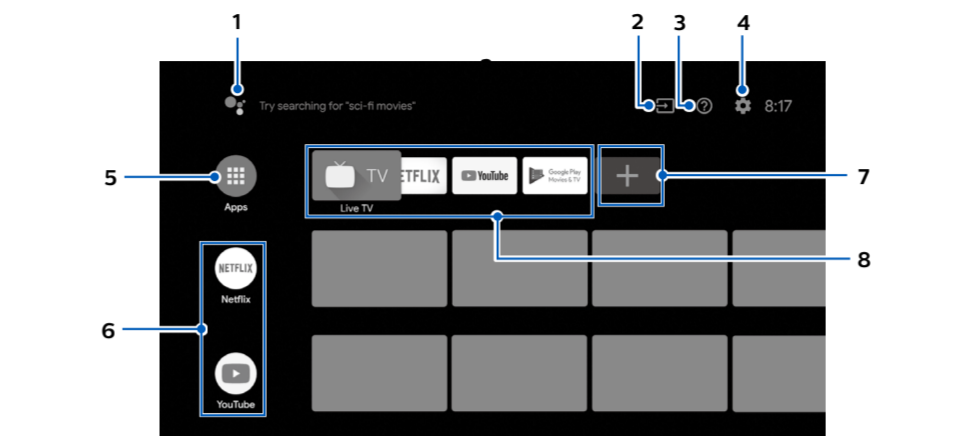 1
2
3
4
Try searching for "sci-fi movies"
8:17
5
Apps
TV
ETFLIX
YouTube
Google Play
Movies & TV
7
Live TV
8
NETFLIX
Netflix
6
YouTube